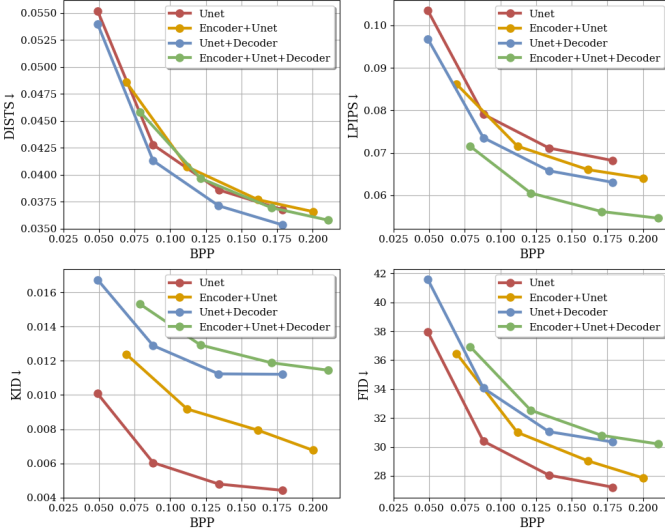 0.0550
0.0525
0.0500
0.0475
0.0450
0.0425
0.0400
0.0375
0.0350
DISTS↓
Unet
Encoder+Unet
Unet+Decoder
Encoder+Unet+Decoder
0.025 0.050 0.075 0.100 0.125 0.150 0.175 0.200
BPP
0.10
0.09
0.08
0.07
0.06
LPIPS↓
Unet
Encoder+Unet
Unet+Decoder
Encoder+Unet+Decoder
0.025 0.050 0.075 0.100 0.125 0.150 0.175 0.200
BPP
0.016
0.014
0.012
0.010
0.008
0.006
0.004
KID↓
Unet
Encoder+Unet
Unet+Decoder
Encoder+Unet+Decoder
0.025 0.050 0.075 0.100 0.125 0.150 0.175 0.200
BPP
42
40
38
36
34
32
30
28
FID↓
Unet
Encoder+Unet
Unet+Decoder
Encoder+Unet+Decoder
0.025 0.050 0.075 0.100 0.125 0.150 0.175 0.200
BPP